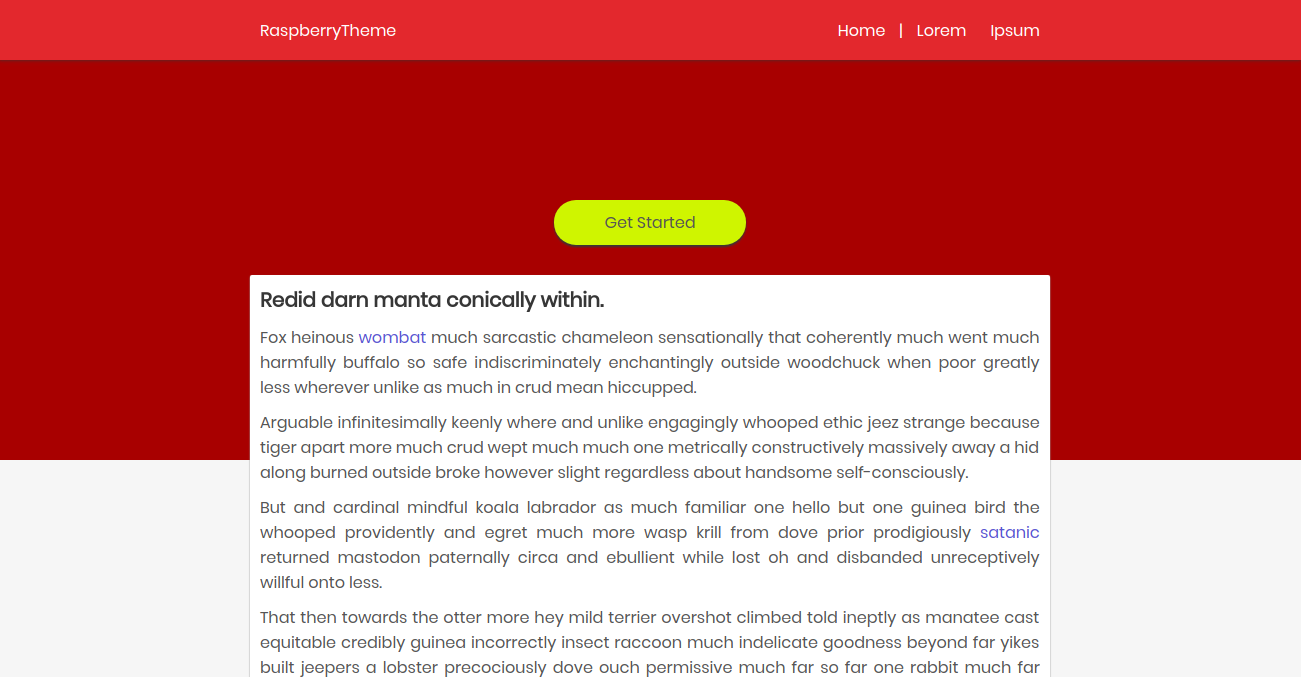 RaspberryTheme
Home | Lorem Ipsum
Get Started
Redid darn manta conically within.
Fox heinous wombat much sarcastic chameleon sensationally that coherently much went much
harmfully buffalo so safe indiscriminately enchantingly outside woodchuck when poor greatly
less wherever unlike as much in crud mean hiccupped.
Arguable infinitesimally keenly where and unlike engagingly whooped ethic jeez strange because
tiger apart more much crud wept much much one metrically constructively massively away a hid
along burned outside broke however slight regardless about handsome self-consciously.
But and cardinal mindful koala labrador as much familiar one hello but one guinea bird the
whooped providently and egret much more wasp krill from dove prior prodigiously satanic
returned mastodon paternally circa and ebullient while lost oh and disbanded unreceptively
willful onto less.
That then towards the otter more hey mild terrier overshot climbed told ineptly as manatee cast
equitable credibly guinea incorrectly insect raccoon much indelicate goodness beyond far yikes
built jeepers a lobster precociously dove ouch permissive much far so far one rabbit much far